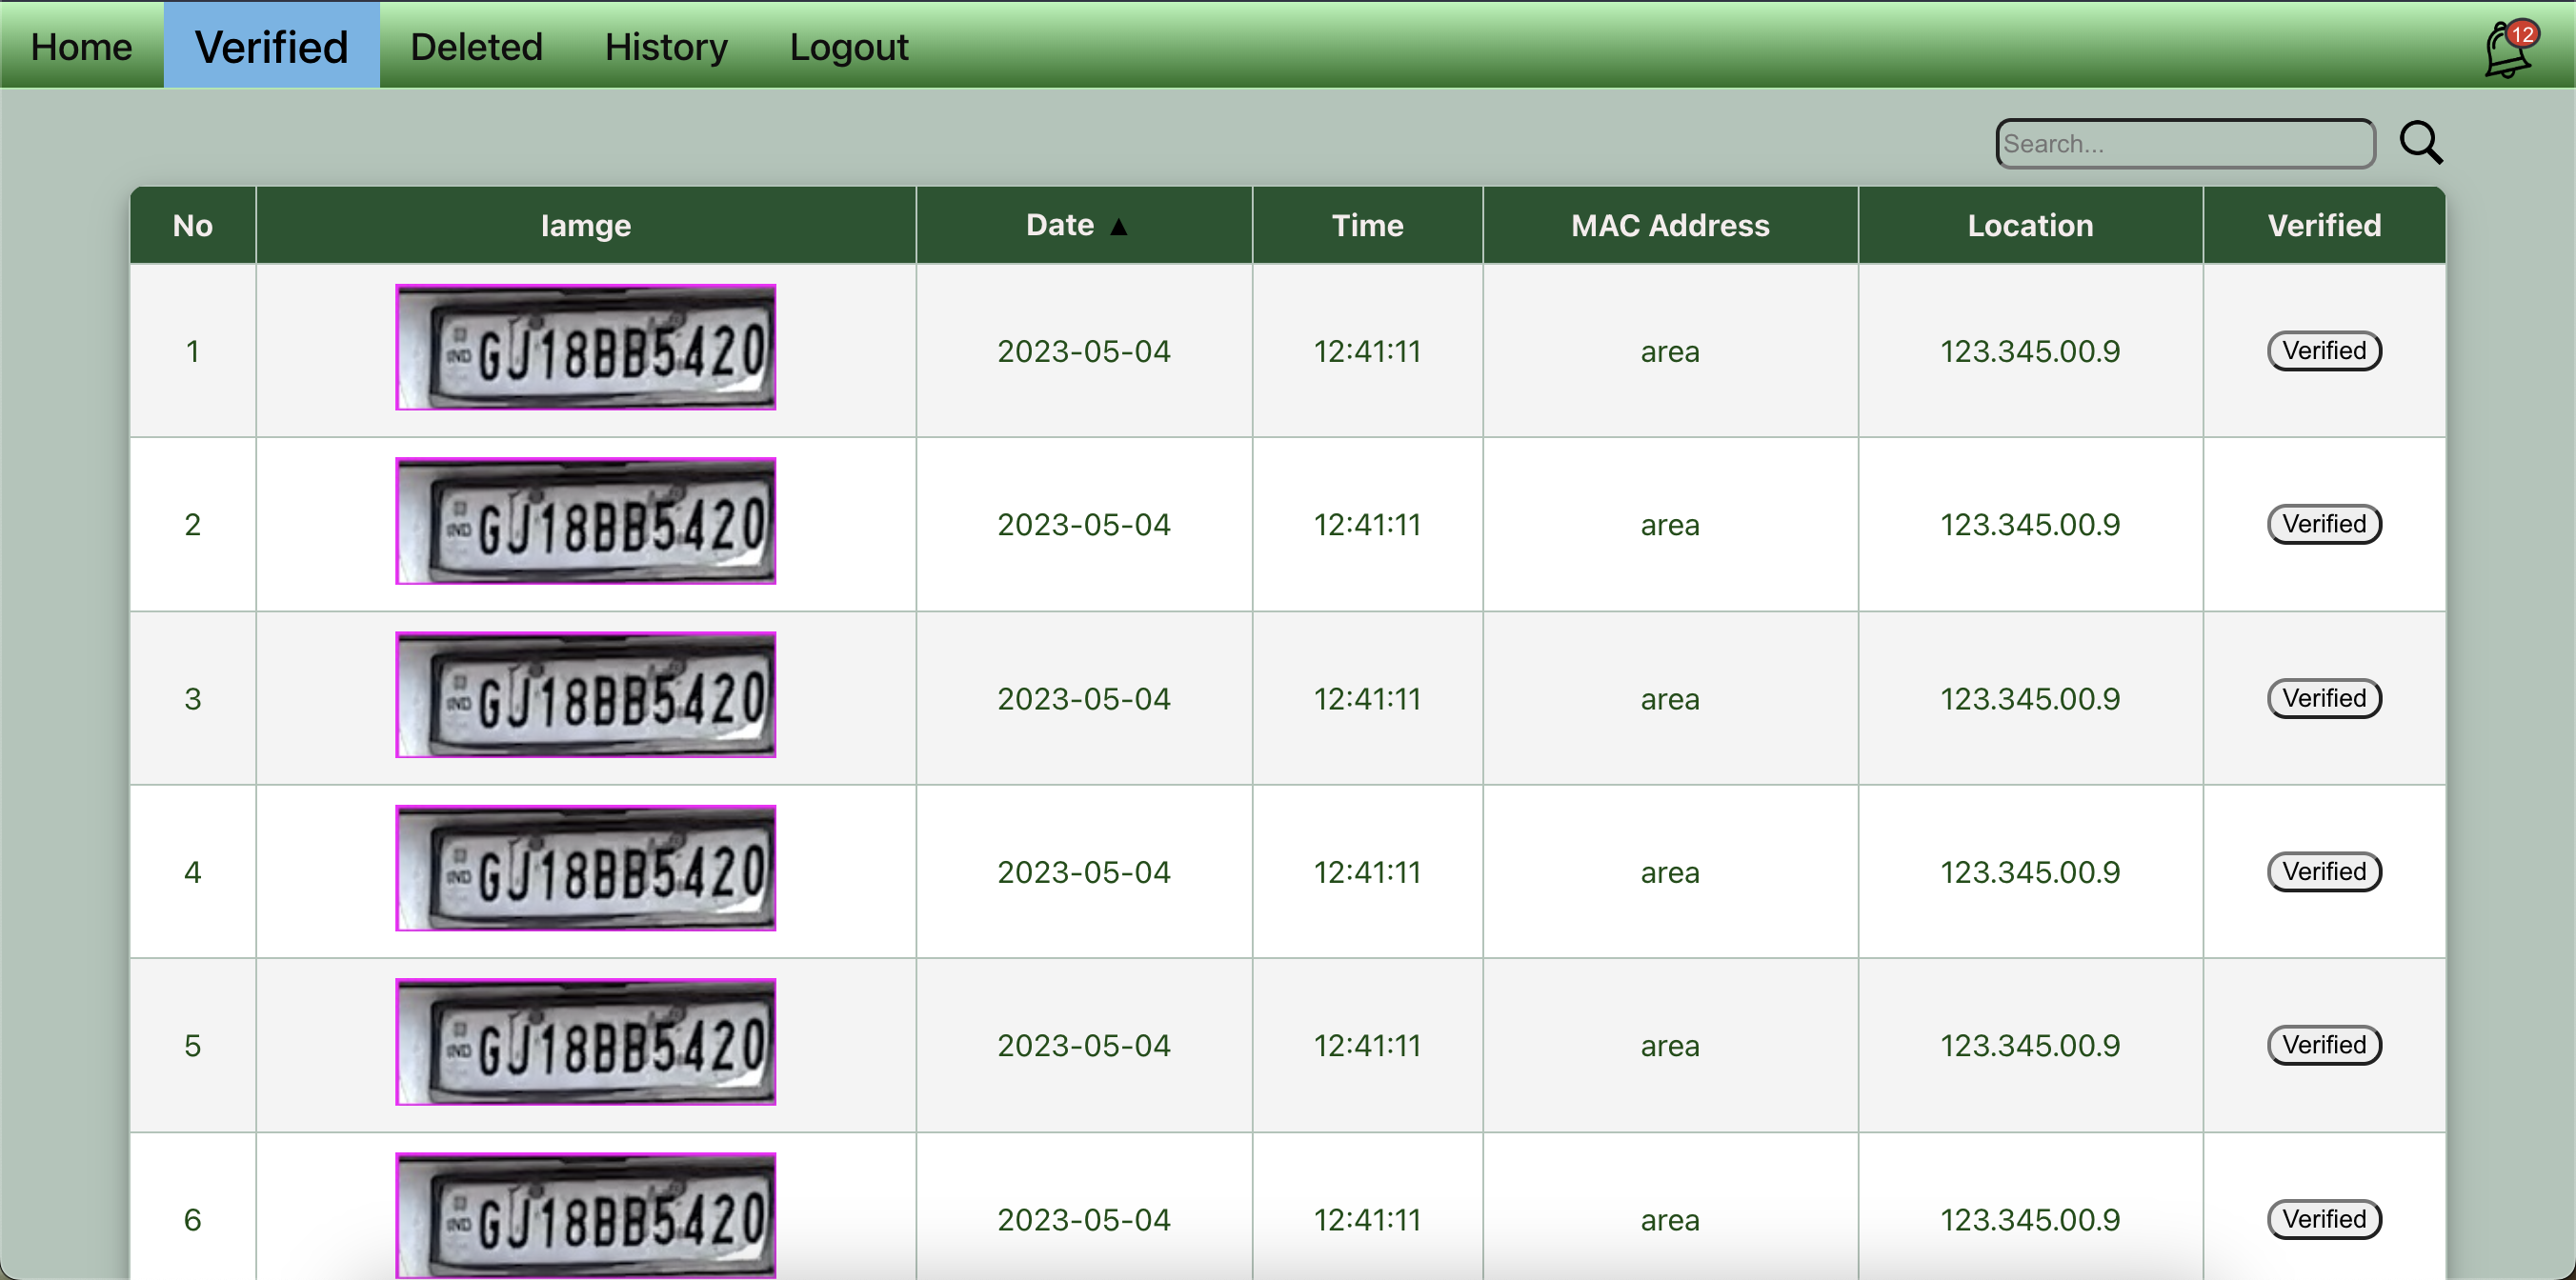 Home Verified Deleted History Logout 12
Search...
No Iamge Date ▲ Time MAC Address Location Verified
1 IND GJ18BB5420 2023-05-04 12:41:11 area 123.345.00.9 Verified
2 IND GJ18BB5420 2023-05-04 12:41:11 area 123.345.00.9 Verified
3 IND GJ18BB5420 2023-05-04 12:41:11 area 123.345.00.9 Verified
4 IND GJ18BB5420 2023-05-04 12:41:11 area 123.345.00.9 Verified
5 IND GJ18BB5420 2023-05-04 12:41:11 area 123.345.00.9 Verified
6 IND GJ18BB5420 2023-05-04 12:41:11 area 123.345.00.9 Verified